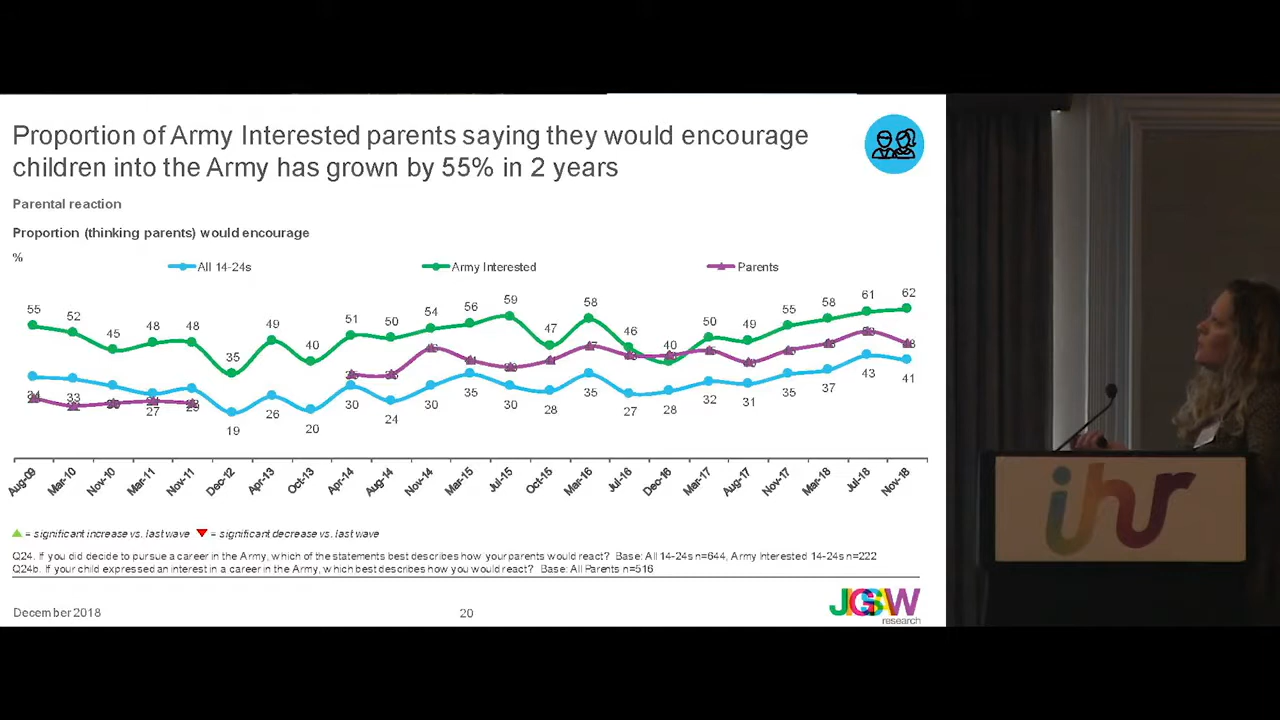 Proportion of Army Interested parents saying they would encourage
children into the Army has grown by 55% in 2 years
Parental reaction
Proportion (thinking parents) would encourage
%
All 14-24s
Army Interested
Parents
55 52 45 48 48 35 49 40 51 50 54 56 59 47 58 46 40 50 49 55 58 61 62
33 27 19 26 20 30 24 30 35 30 28 35 27 28 32 31 35 37 43 41
Aug-09 Mar-10 Nov-10 Mar-11 Nov-11 Dec-12 Apr-13 Oct-13 Apr-14 Aug-14 Nov-14 Mar-15 Jul-15 Oct-15 Mar-16 Jul-16 Dec-16 Mar-17 Aug-17 Nov-17 Mar-18 Jul-18 Nov-18
= significant increase vs. last wave = significant decrease vs. last wave
Q24. If you did decide to pursue a career in the Army, which of the statements best describes how your parents would react? Base: All 14-24s n=644, Army Interested 14-24s n=222
Q24b. If your child expressed an interest in a career in the Army, which best describes how you would react? Base: All Parents n=516
December 2018
20
JIGSAW
research
ihr